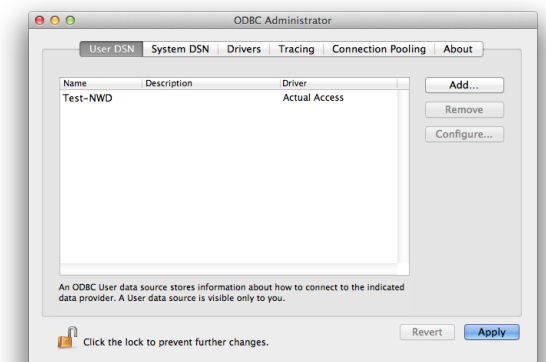 ODBC Administrator
User DSN System DSN Drivers Tracing Connection Pooling About
Name Description Driver
Test-NWD Actual Access
Add...
Remove
Configure...
An ODBC User data source stores information about how to connect to the indicated
data provider. A User data source is visible only to you.
Click the lock to prevent further changes.
Revert Apply